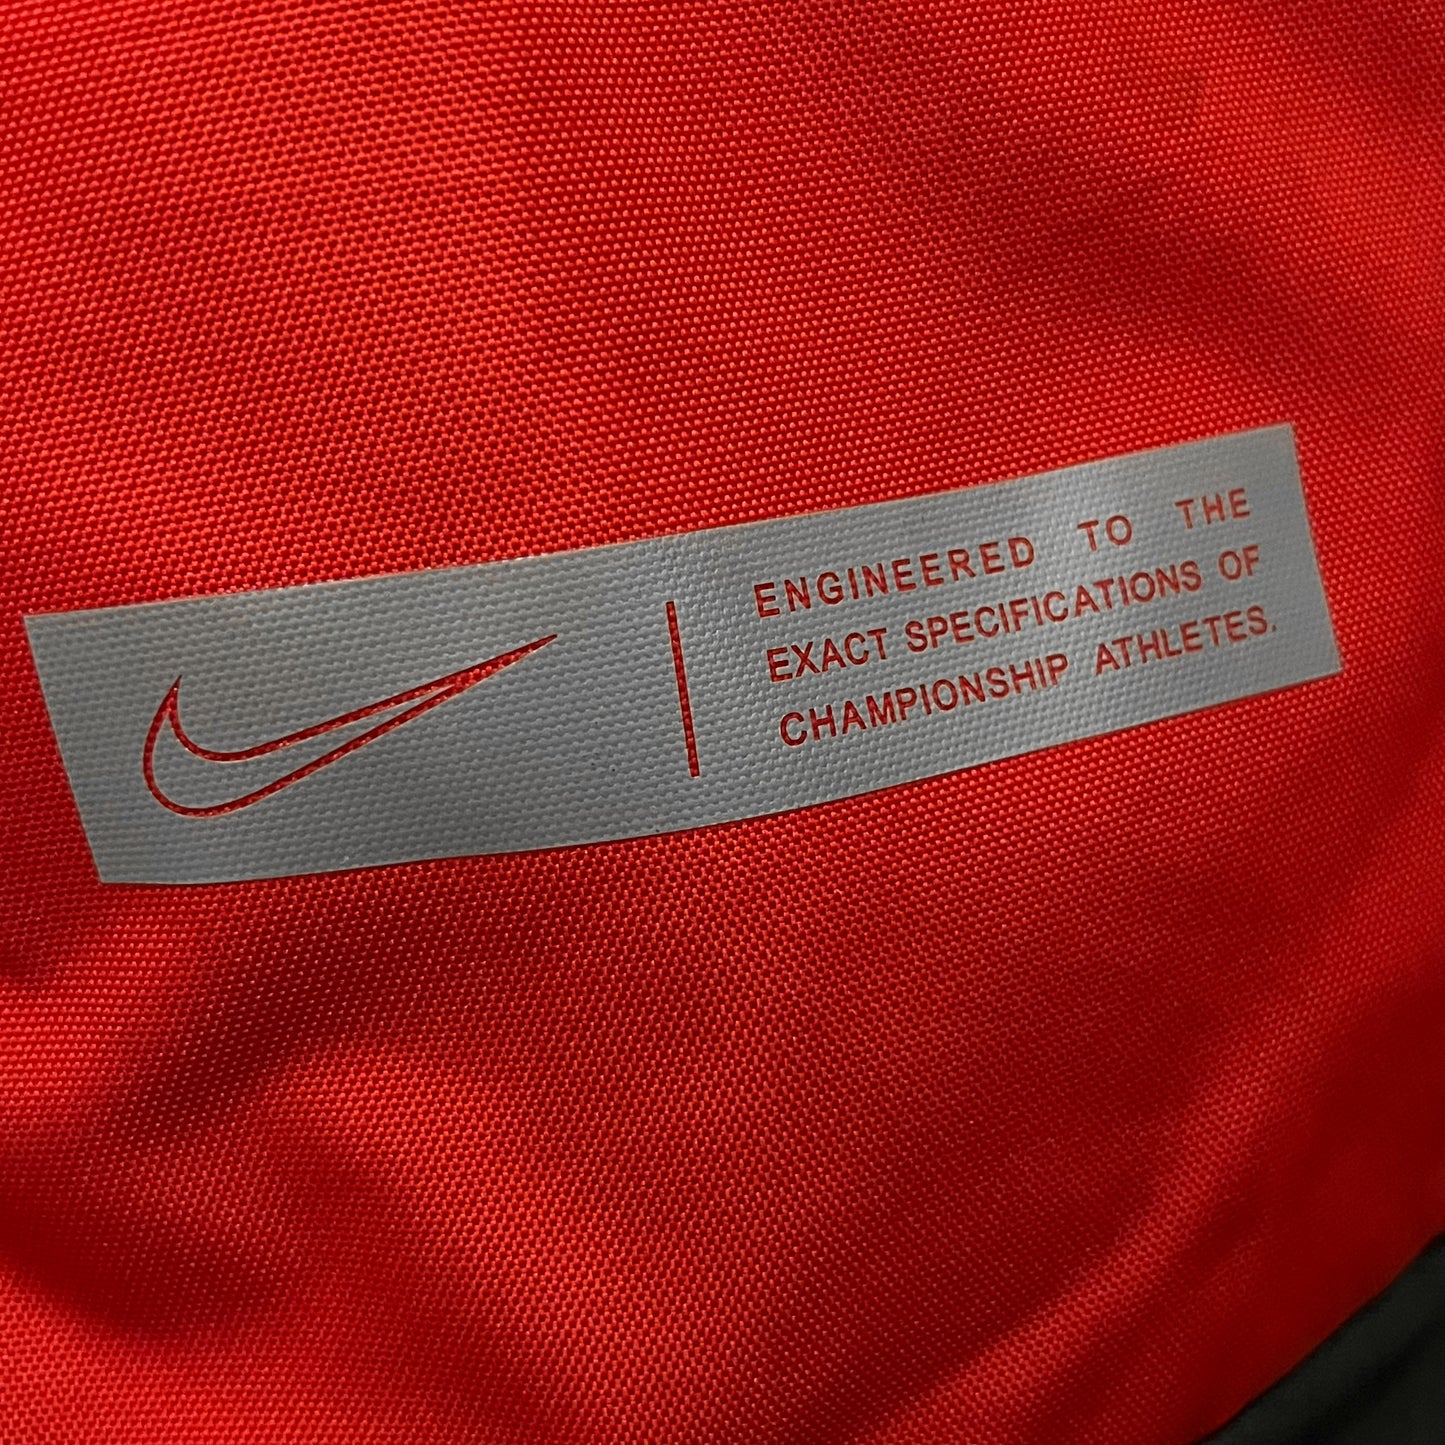 ENGINEERED TO THE
EXACT SPECIFICATIONS OF
CHAMPIONSHIP ATHLETES.